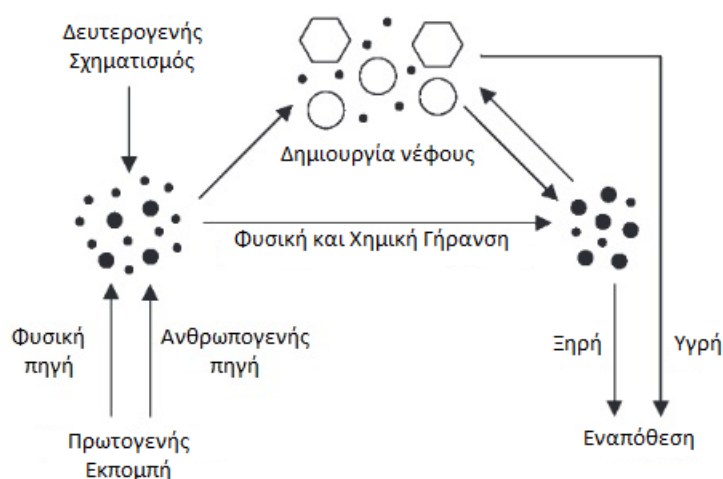 Δευτερογενής
Σχηματισμός
Δημιουργία νέφους
Φυσική και Χημική Γήρανση
Φυσική
πηγή
Ανθρωπογενής
πηγή
Ξηρή
Υγρή
Πρωτογενής
Εκπομπή
Εναπόθεση